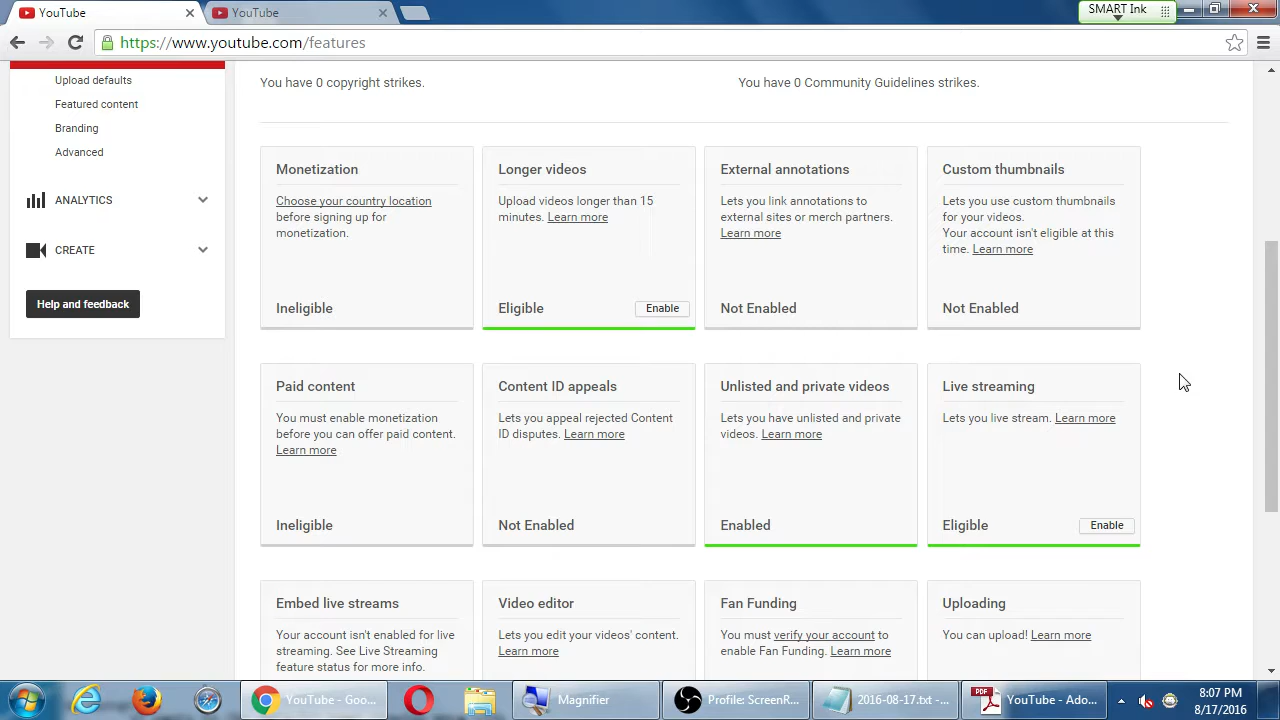 YouTube
YouTube
SMART Ink
https://www.youtube.com/features
Upload defaults
Featured content
Branding
Advanced
ANALYTICS
CREATE
Help and feedback
You have 0 copyright strikes.
You have 0 Community Guidelines strikes.
Monetization
Choose your country location
before signing up for
monetization.
Ineligible
Longer videos
Upload videos longer than 15
minutes. Learn more
Eligible
Enable
External annotations
Lets you link annotations to
external sites or merch partners.
Learn more
Not Enabled
Custom thumbnails
Lets you use custom thumbnails
for your videos.
Your account isn't eligible at this
time. Learn more
Not Enabled
Paid content
You must enable monetization
before you can offer paid content.
Learn more
Ineligible
Content ID appeals
Lets you appeal rejected Content
ID disputes. Learn more
Not Enabled
Unlisted and private videos
Lets you have unlisted and private
videos. Learn more
Enabled
Live streaming
Lets you live stream. Learn more
Eligible
Enable
Embed live streams
Your account isn't enabled for live
streaming. See Live Streaming
feature status for more info.
Video editor
Lets you edit your videos' content.
Learn more
Fan Funding
You must verify your account to
enable Fan Funding. Learn more
Uploading
You can upload! Learn more
YouTube - Goo...
Magnifier
Profile: ScreenR...
2016-08-17.txt -...
PDF
YouTube - Ado...
8:07 PM
8/17/2016